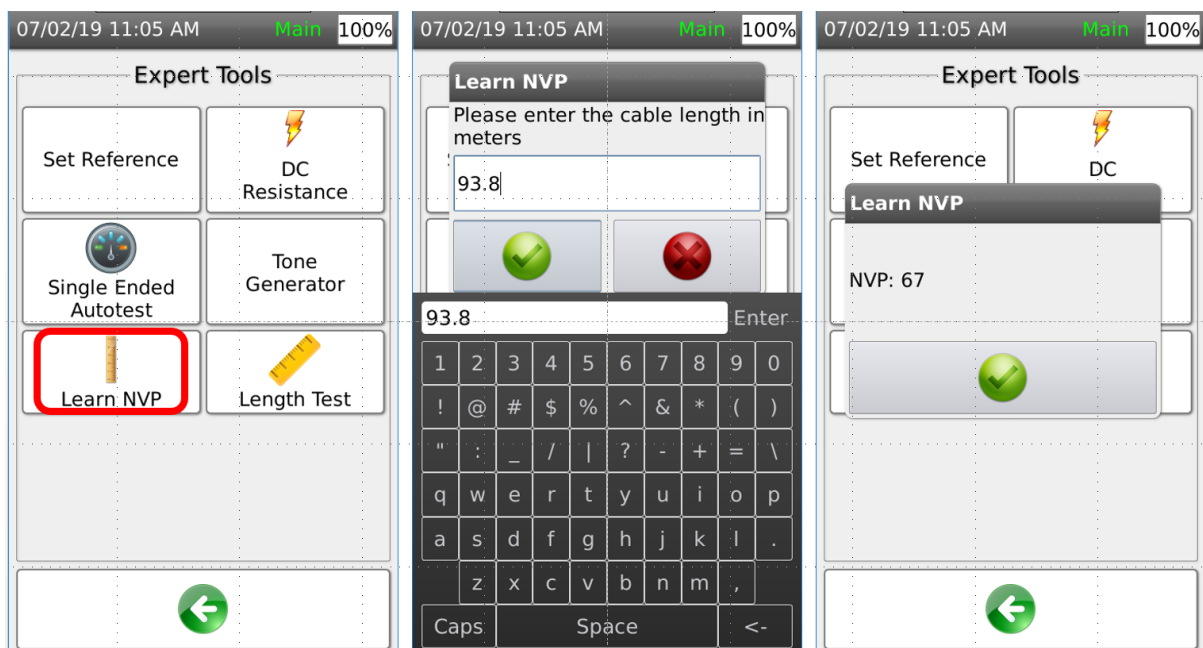 07/02/19 11:05 AM Main 100%
Expert Tools
Set Reference
DC
Resistance
Single Ended
Autotest
Tone
Generator
Learn NVP
Length Test
07/02/19 11:05 AM Main 100%
Learn NVP
Please enter the cable length in
meters
93.8
93.8 Enter
1 2 3 4 5 6 7 8 9 0
! @ # $ % ^ & * ( )
" : _ / | ? - + = \
q w e r t y u i o p
a s d f g h j k l .
z x c v b n m ,
Caps Space <-
07/02/19 11:05 AM Main 100%
Expert Tools
Set Reference
DC
Learn NVP
NVP: 67